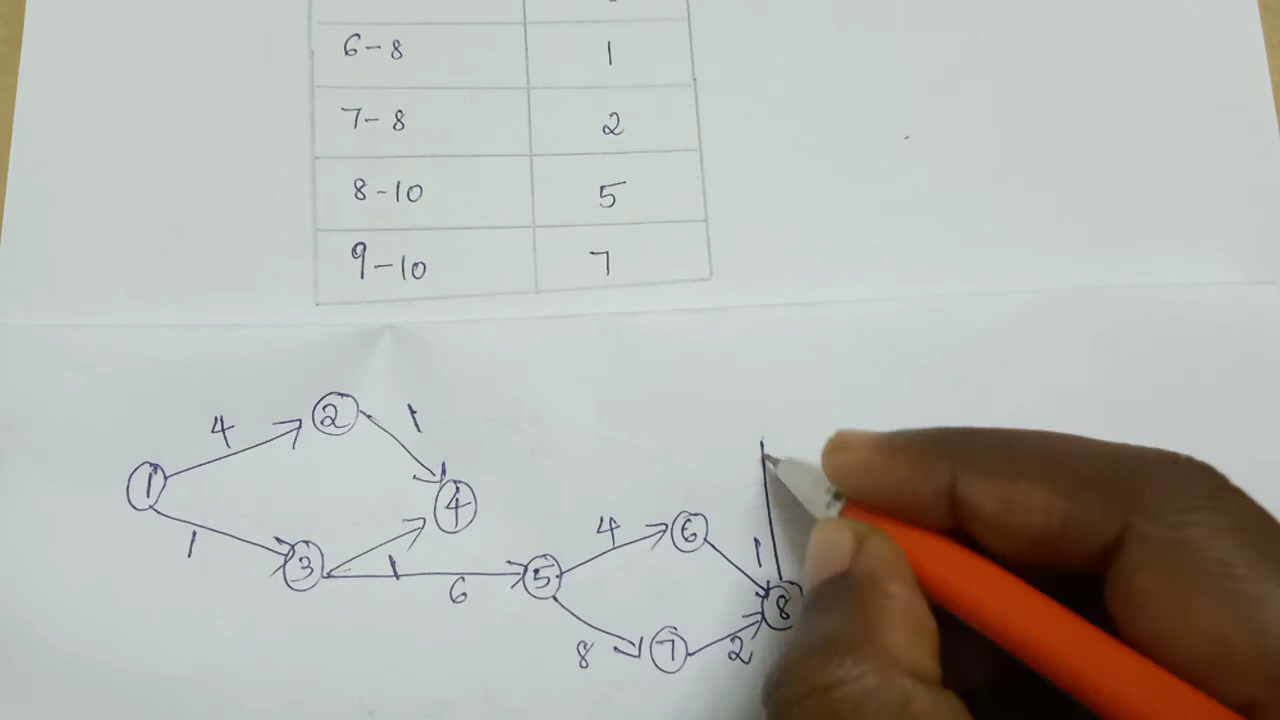 6-8 1
7-8 2
8-10 5
9-10 7
4 2 1
1 4
1 3 1 6 5 4 6 1 8
8 7 2